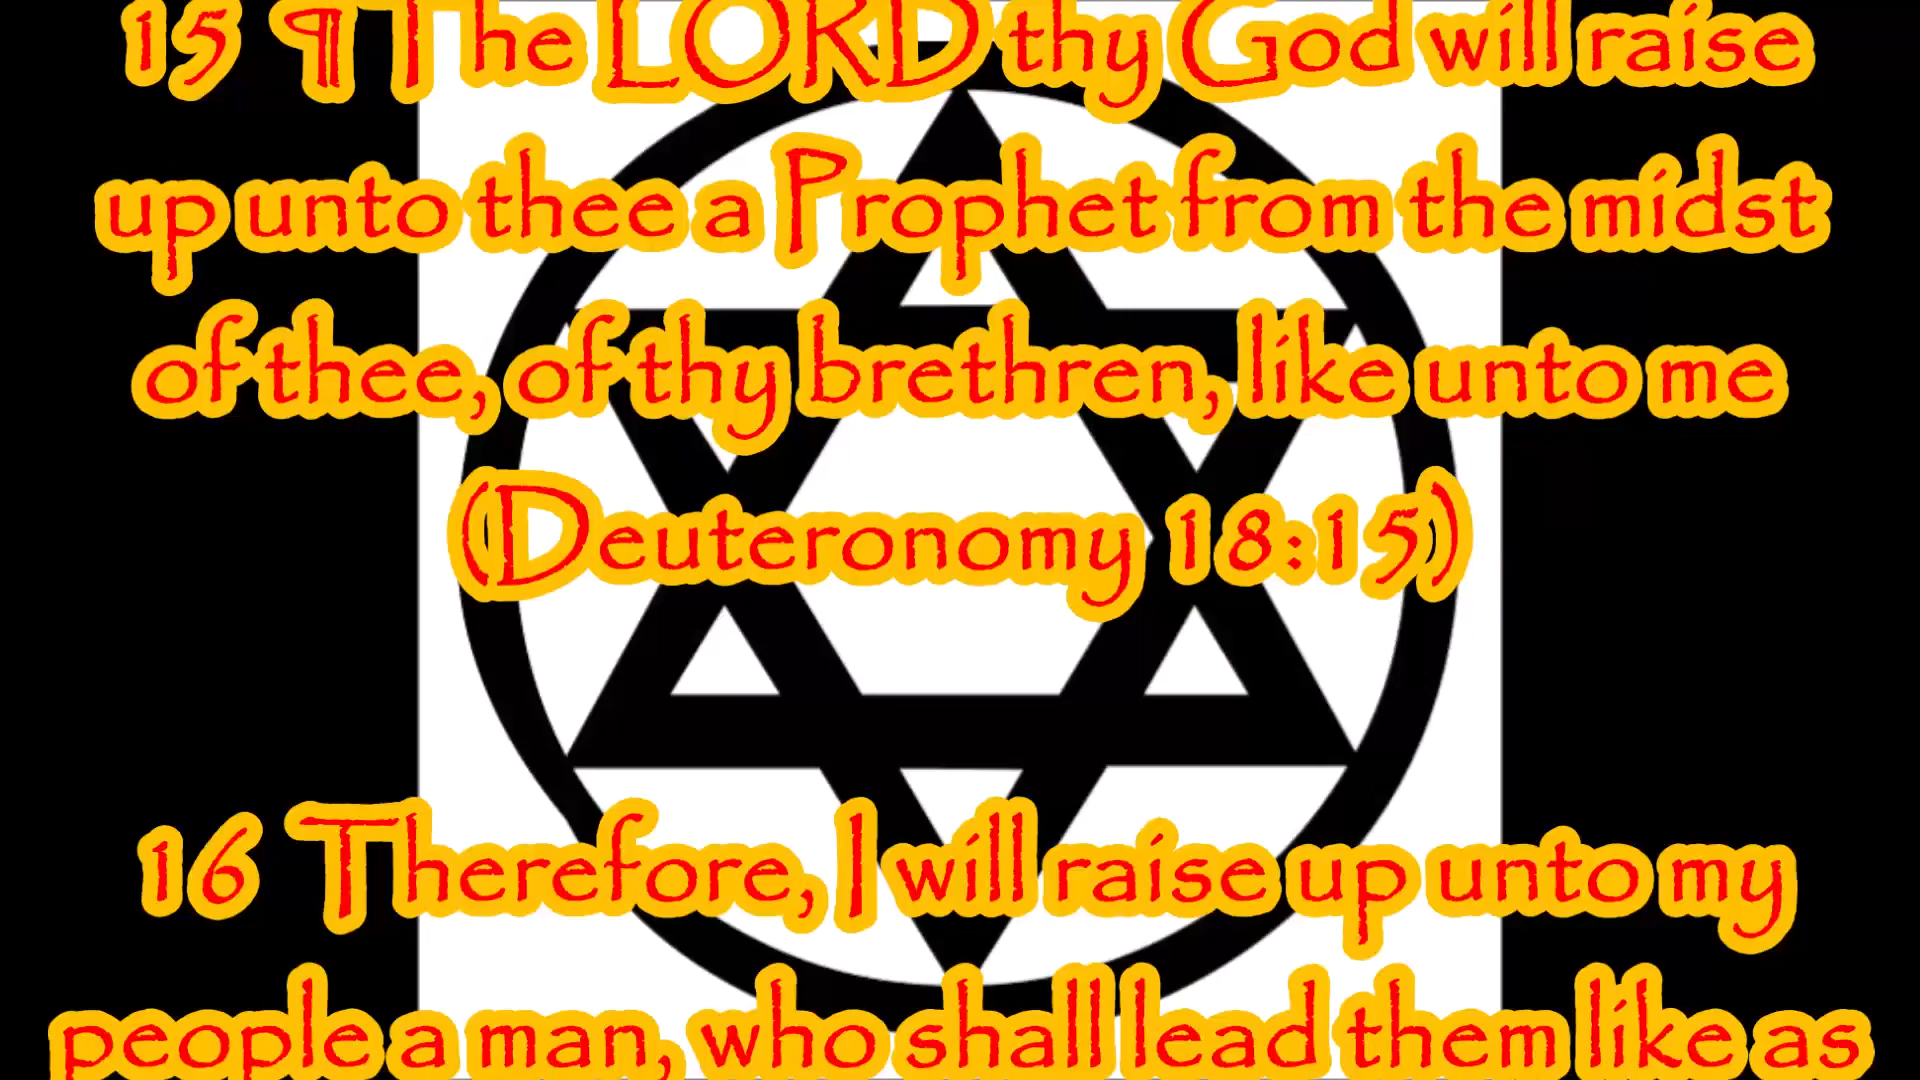 15 ¶ The LORD thy God will raise
up unto thee a Prophet from the midst
of thee, of thy brethren, like unto me
(Deuteronomy 18:15)
16 Therefore, I will raise up unto my
people a man, who shall lead them like as